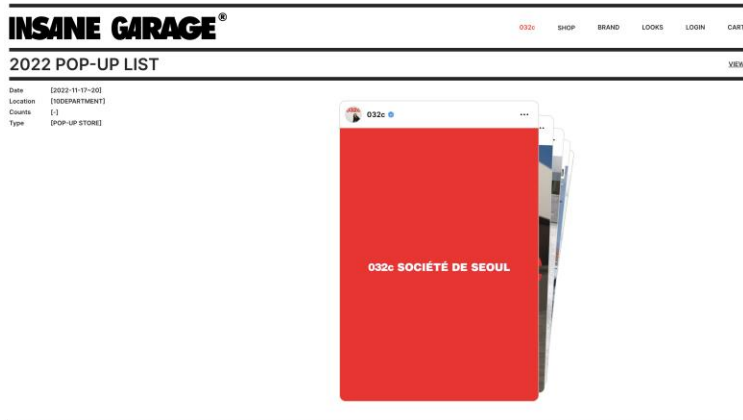 INSANE GARAGE®
032c SHOP BRAND LOOKS LOGIN CART
2022 POP-UP LIST
VIEW
Date [2022-11-17~20]
Location [10DEPARTMENT]
Counts [-]
Type [POP-UP STORE]
032c
032c SOCIÉTÉ DE SEOUL